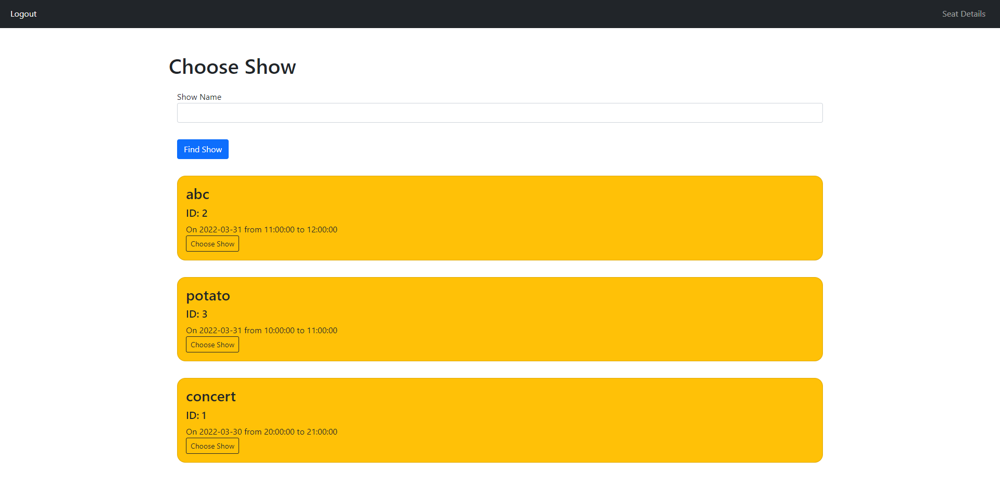 Logout
Seat Details
Choose Show
Show Name
Find Show
abc
ID: 2
On 2022-03-31 from 11:00:00 to 12:00:00
Choose Show
potato
ID: 3
On 2022-03-31 from 10:00:00 to 11:00:00
Choose Show
concert
ID: 1
On 2022-03-30 from 20:00:00 to 21:00:00
Choose Show